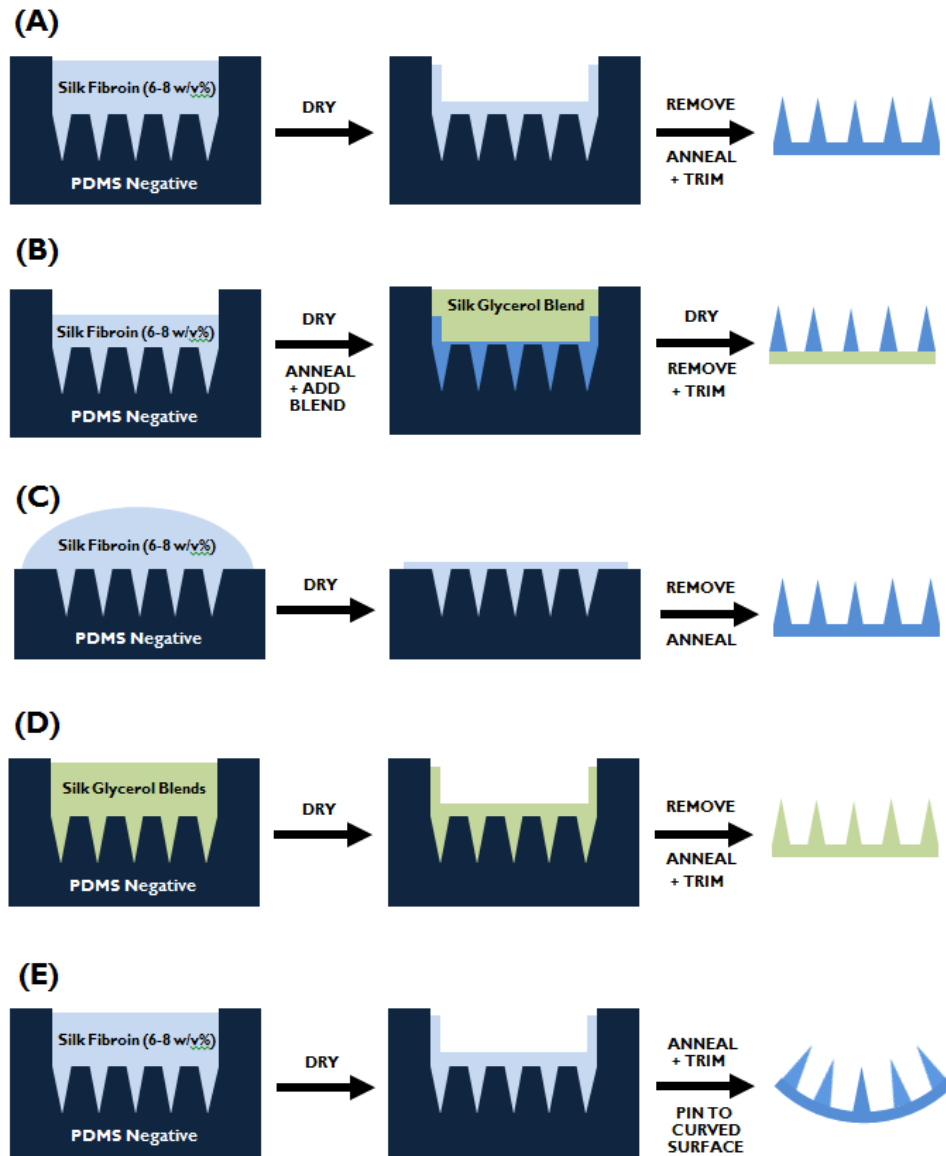 (A)
Silk Fibroin (6-8 w/v%)
PDMS Negative
DRY
REMOVE
ANNEAL
+ TRIM
(B)
Silk Fibroin (6-8 w/v%)
PDMS Negative
DRY
ANNEAL
+ ADD
BLEND
Silk Glycerol Blend
DRY
REMOVE
+ TRIM
(C)
Silk Fibroin (6-8 w/v%)
PDMS Negative
DRY
REMOVE
ANNEAL
(D)
Silk Glycerol Blends
PDMS Negative
DRY
REMOVE
ANNEAL
+ TRIM
(E)
Silk Fibroin (6-8 w/v%)
PDMS Negative
DRY
ANNEAL
+ TRIM
PIN TO
CURVED
SURFACE